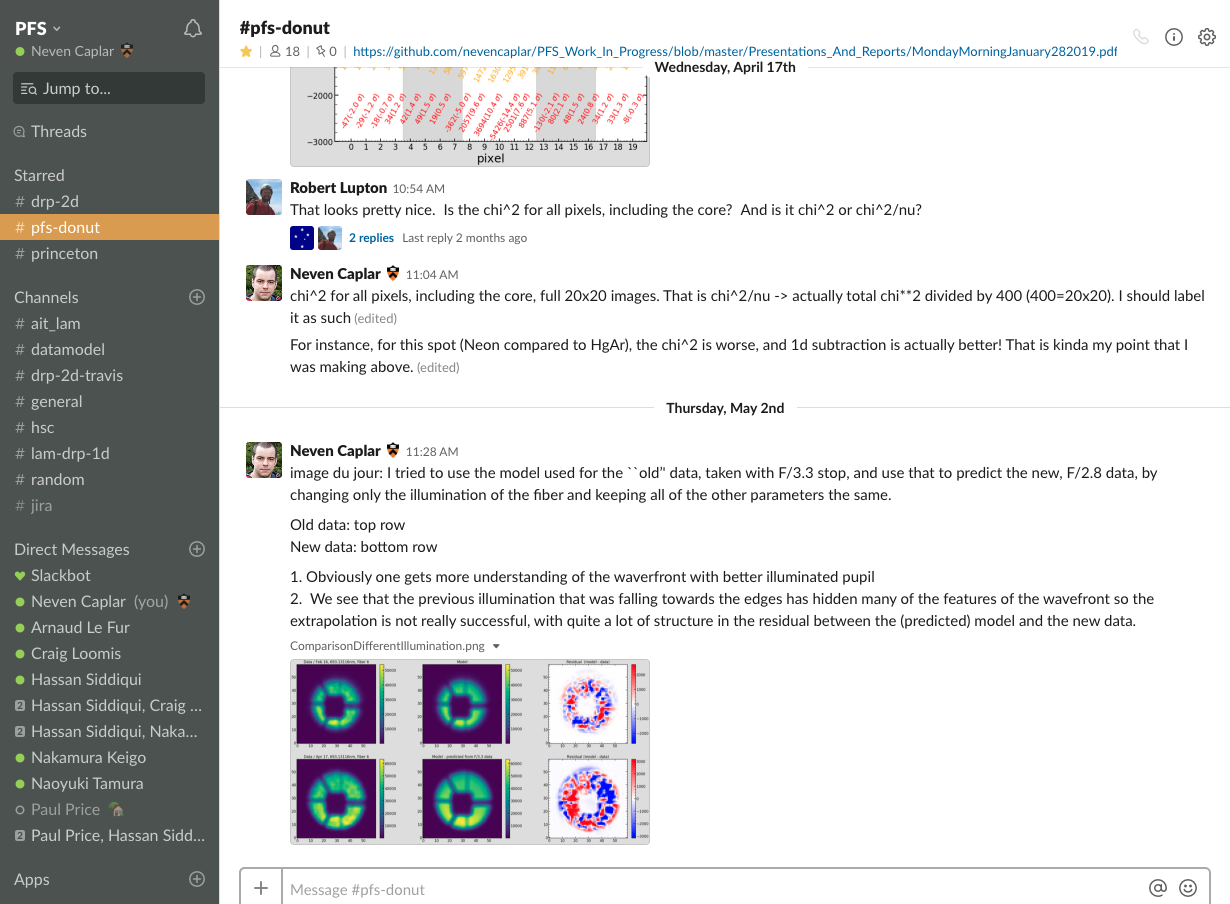 PFS
Neven Caplar
Jump to...
Threads
Starred
# drp-2d
# pfs-donut
# princeton
Channels
# ait_lam
# datamodel
# drp-2d-travis
# general
# hsc
# lam-drp-1d
# random
# jira
Direct Messages
Slackbot
Neven Caplar (you)
Arnaud Le Fur
Craig Loomis
Hassan Siddiqui
2 Hassan Siddiqui, Craig ...
2 Hassan Siddiqui, Naka...
Nakamura Keigo
Naoyuki Tamura
Paul Price
2 Paul Price, Hassan Sidd...
Apps
#pfs-donut
| 18 | 0 | https://github.com/nevencaplar/PFS_Work_In_Progress/blob/master/Presentations_And_Reports/MondayMorningJanuary282019.pdf
Wednesday, April 17th
−2000
−3000
0 1 2 3 4 5 6 7 8 9 10 11 12 13 14 15 16 17 18 19
pixel
Robert Lupton 10:54 AM
That looks pretty nice. Is the chi^2 for all pixels, including the core? And is it chi^2 or chi^2/nu?
2 replies Last reply 2 months ago
Neven Caplar 11:04 AM
chi^2 for all pixels, including the core, full 20x20 images. That is chi^2/nu -> actually total chi**2 divided by 400 (400=20x20). I should label
it as such (edited)
For instance, for this spot (Neon compared to HgAr), the chi^2 is worse, and 1d subtraction is actually better! That is kinda my point that I
was making above. (edited)
Thursday, May 2nd
Neven Caplar 11:28 AM
image du jour: I tried to use the model used for the ``old'' data, taken with F/3.3 stop, and use that to predict the new, F/2.8 data, by
changing only the illumination of the fiber and keeping all of the other parameters the same.
Old data: top row
New data: bottom row
1. Obviously one gets more understanding of the waverfront with better illuminated pupil
2. We see that the previous illumination that was falling towards the edges has hidden many of the features of the wavefront so the
extrapolation is not really successful, with quite a lot of structure in the residual between the (predicted) model and the new data.
ComparisonDifferentIllumination.png
Model
Residual (model - data)
Model - predicted from F/3.3 data
Residual (model - data)
Message #pfs-donut